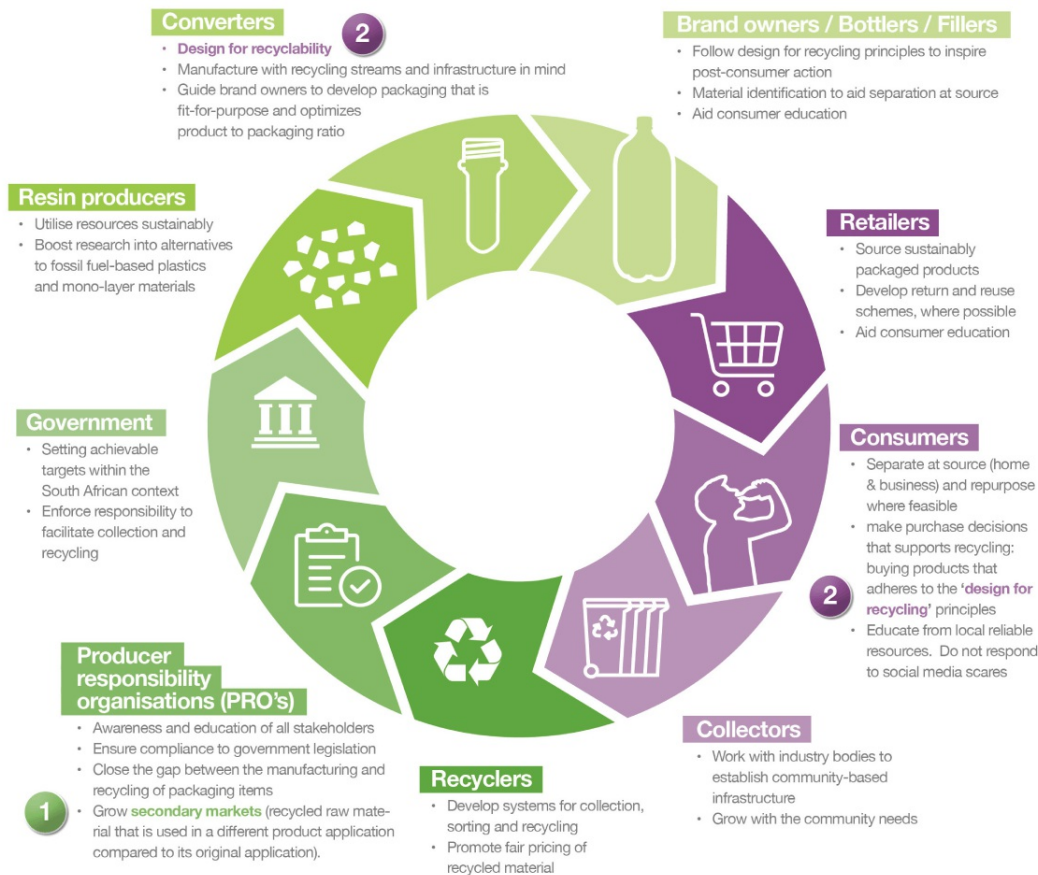 Converters
2
• Design for recyclability
• Manufacture with recycling streams and infrastructure in mind
• Guide brand owners to develop packaging that is
fit-for-purpose and optimizes
product to packaging ratio
Brand owners / Bottlers / Fillers
• Follow design for recycling principles to inspire
post-consumer action
• Material identification to aid separation at source
• Aid consumer education
Resin producers
• Utilise resources sustainably
• Boost research into alternatives
to fossil fuel-based plastics
and mono-layer materials
Retailers
• Source sustainably
packaged products
• Develop return and reuse
schemes, where possible
• Aid consumer education
Government
• Setting achievable
targets within the
South African context
• Enforce responsibility to
facilitate collection and
recycling
Consumers
• Separate at source (home
& business) and repurpose
where feasible
• make purchase decisions
that supports recycling:
buying products that
adheres to the ‘design for
recycling’ principles
2
• Educate from local reliable
resources. Do not respond
to social media scares
Producer
responsibility
organisations (PRO's)
• Awareness and education of all stakeholders
• Ensure compliance to government legislation
• Close the gap between the manufacturing and
recycling of packaging items
1
• Grow secondary markets (recycled raw mate-
rial that is used in a different product application
compared to its original application).
Recyclers
• Develop systems for collection,
sorting and recycling
• Promote fair pricing of
recycled material
Collectors
• Work with industry bodies to
establish community-based
infrastructure
• Grow with the community needs